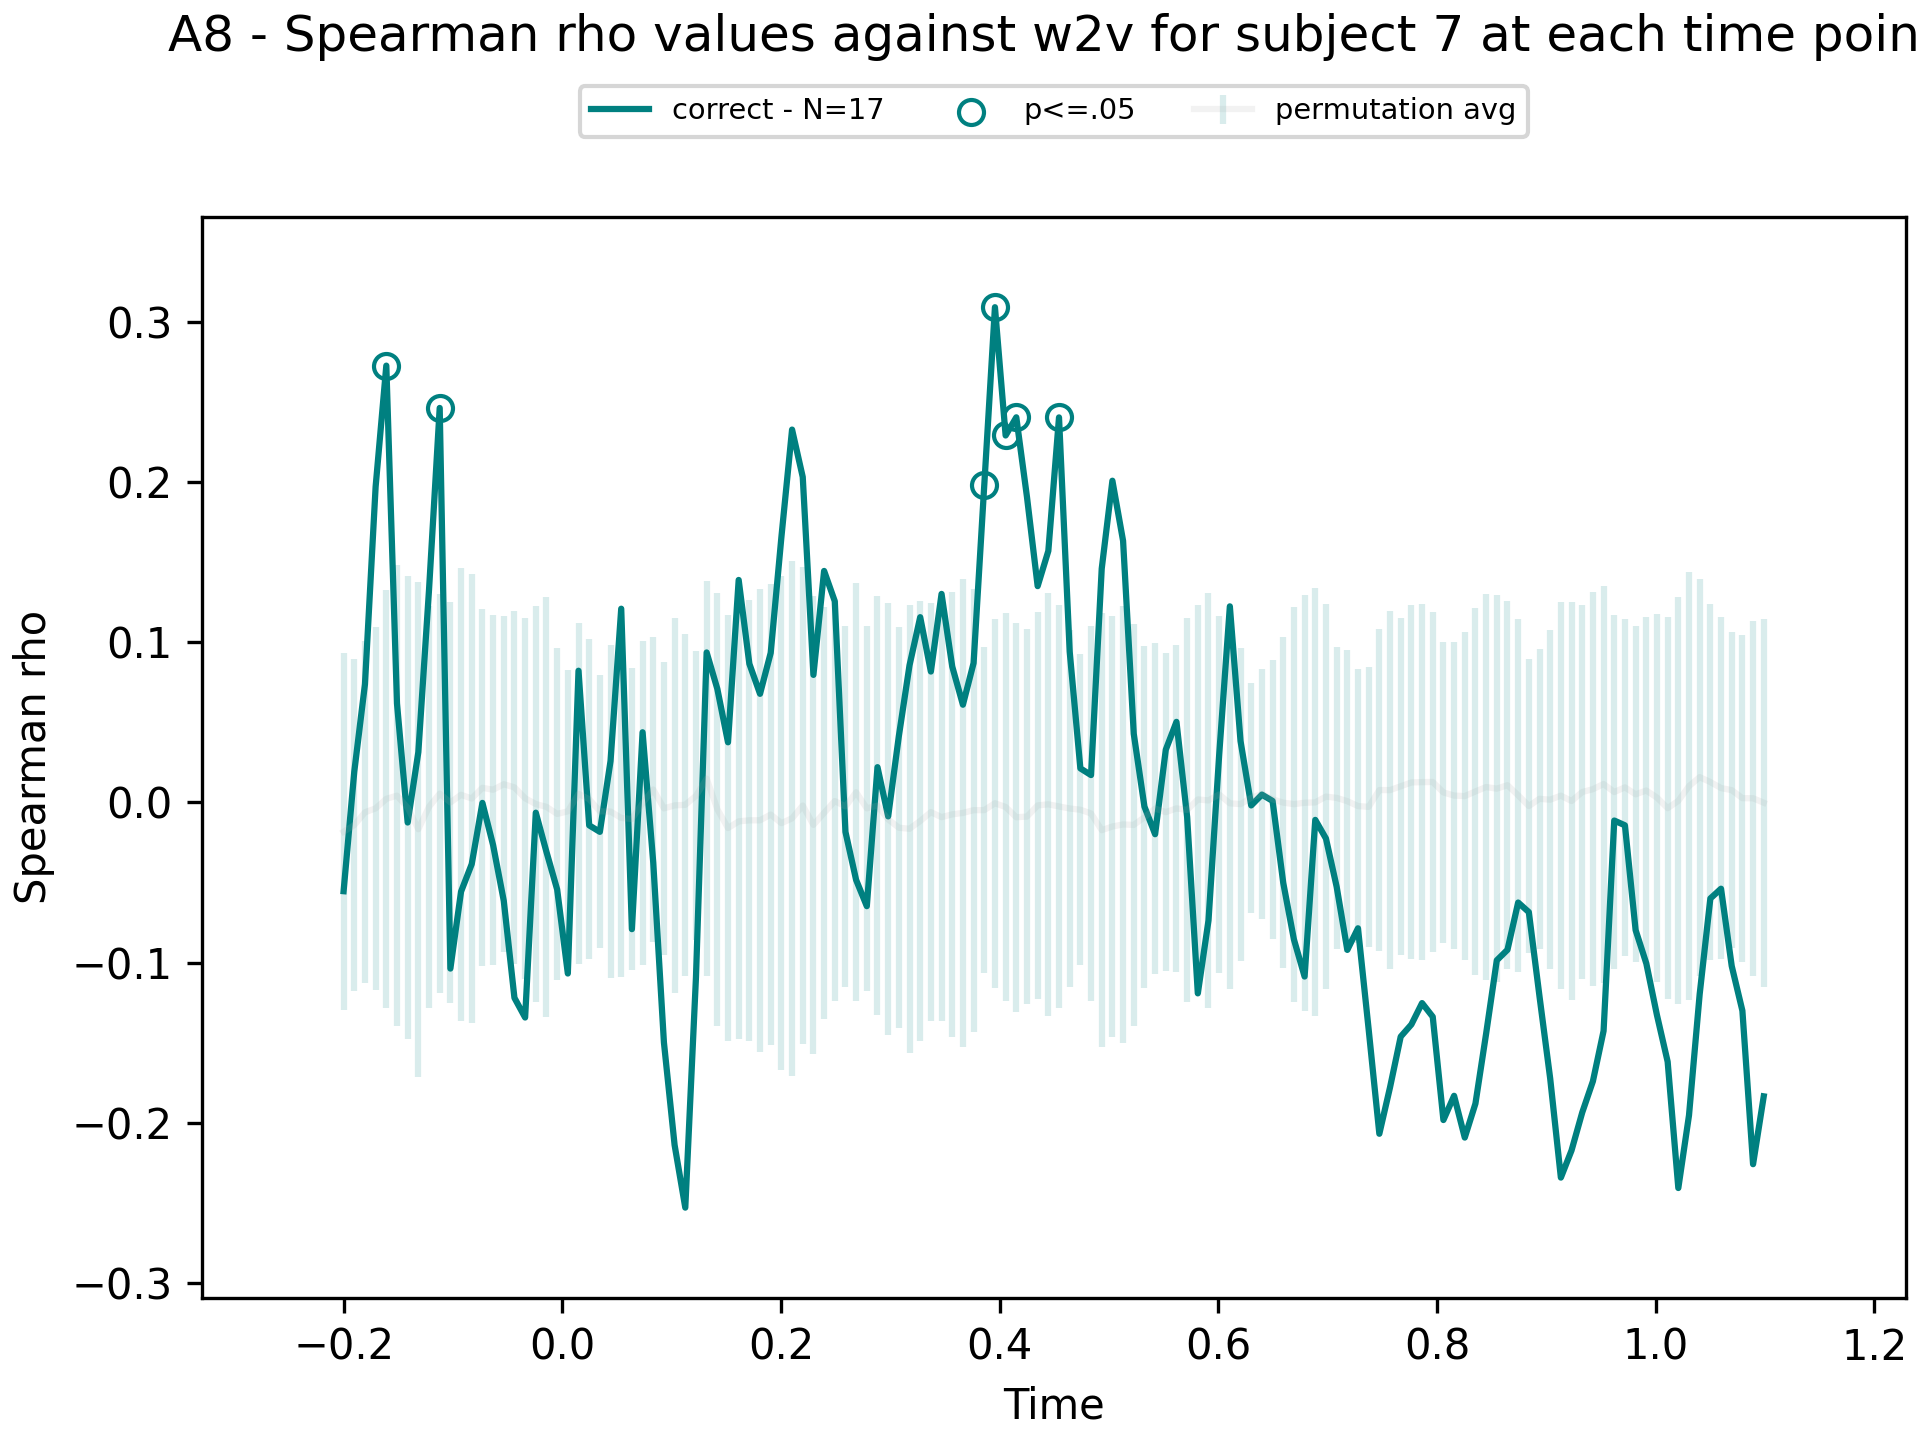 A8 - Spearman rho values against w2v for subject 7 at each time poin
correct - N=17 p<=.05 permutation avg
Spearman rho
0.3
0.2
0.1
0.0
−0.1
−0.2
−0.3
−0.2 0.0 0.2 0.4 0.6 0.8 1.0 1.2
Time